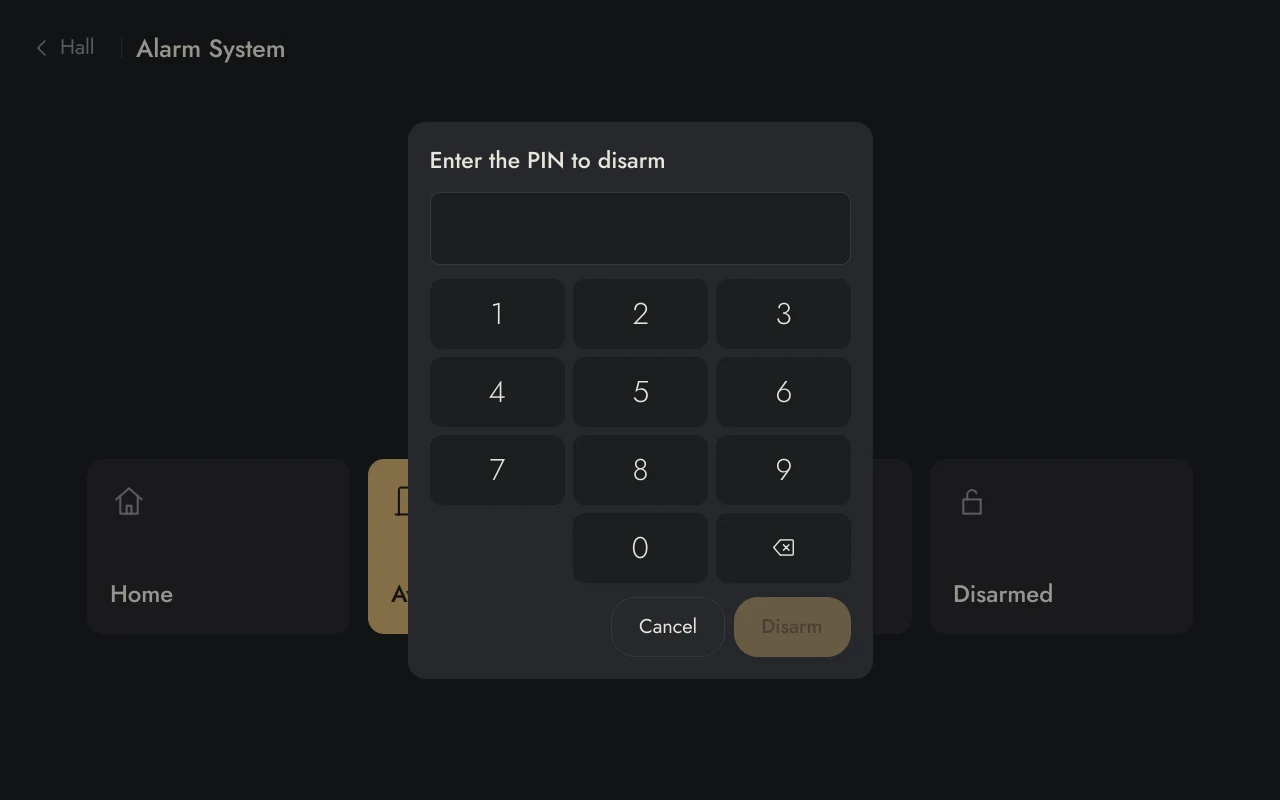 Hall
Alarm System
Enter the PIN to disarm
1 2 3
4 5 6
7 8 9
0
Home
Disarmed
Cancel Disarm